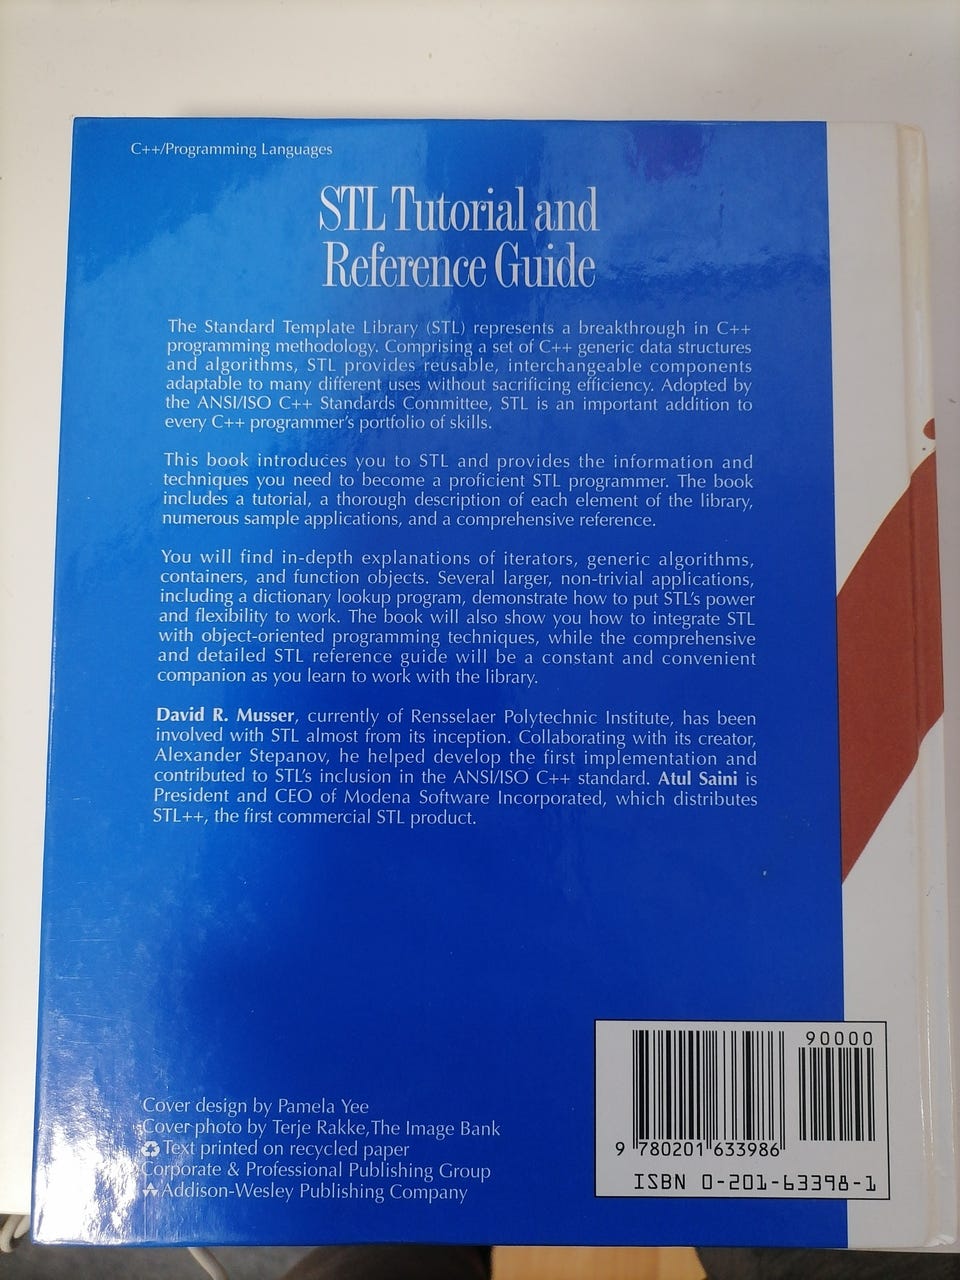 C++/Programming Languages
STL Tutorial and
Reference Guide
The Standard Template Library (STL) represents a breakthrough in C++
programming methodology. Comprising a set of C++ generic data structures
and algorithms, STL provides reusable, interchangeable components
adaptable to many different uses without sacrificing efficiency. Adopted by
the ANSI/ISO C++ Standards Committee, STL is an important addition to
every C++ programmer's portfolio of skills.
This book introduces you to STL and provides the information and
techniques you need to become a proficient STL programmer. The book
includes a tutorial, a thorough description of each element of the library,
numerous sample applications, and a comprehensive reference.
You will find in-depth explanations of iterators, generic algorithms,
containers, and function objects. Several larger, non-trivial applications,
including a dictionary lookup program, demonstrate how to put STL's power
and flexibility to work. The book will also show you how to integrate STL
with object-oriented programming techniques, while the comprehensive
and detailed STL reference guide will be a constant and convenient
companion as you learn to work with the library.
David R. Musser, currently of Rensselaer Polytechnic Institute, has been
involved with STL almost from its inception. Collaborating with its creator,
Alexander Stepanov, he helped develop the first implementation and
contributed to STL's inclusion in the ANSI/ISO C++ standard. Atul Saini is
President and CEO of Modena Software Incorporated, which distributes
STL++, the first commercial STL product.
Cover design by Pamela Yee
Cover photo by Terje Rakke,The Image Bank
Text printed on recycled paper
Corporate & Professional Publishing Group
Addison-Wesley Publishing Company
90000
9 780201 633986
ISBN 0-201-63398-1